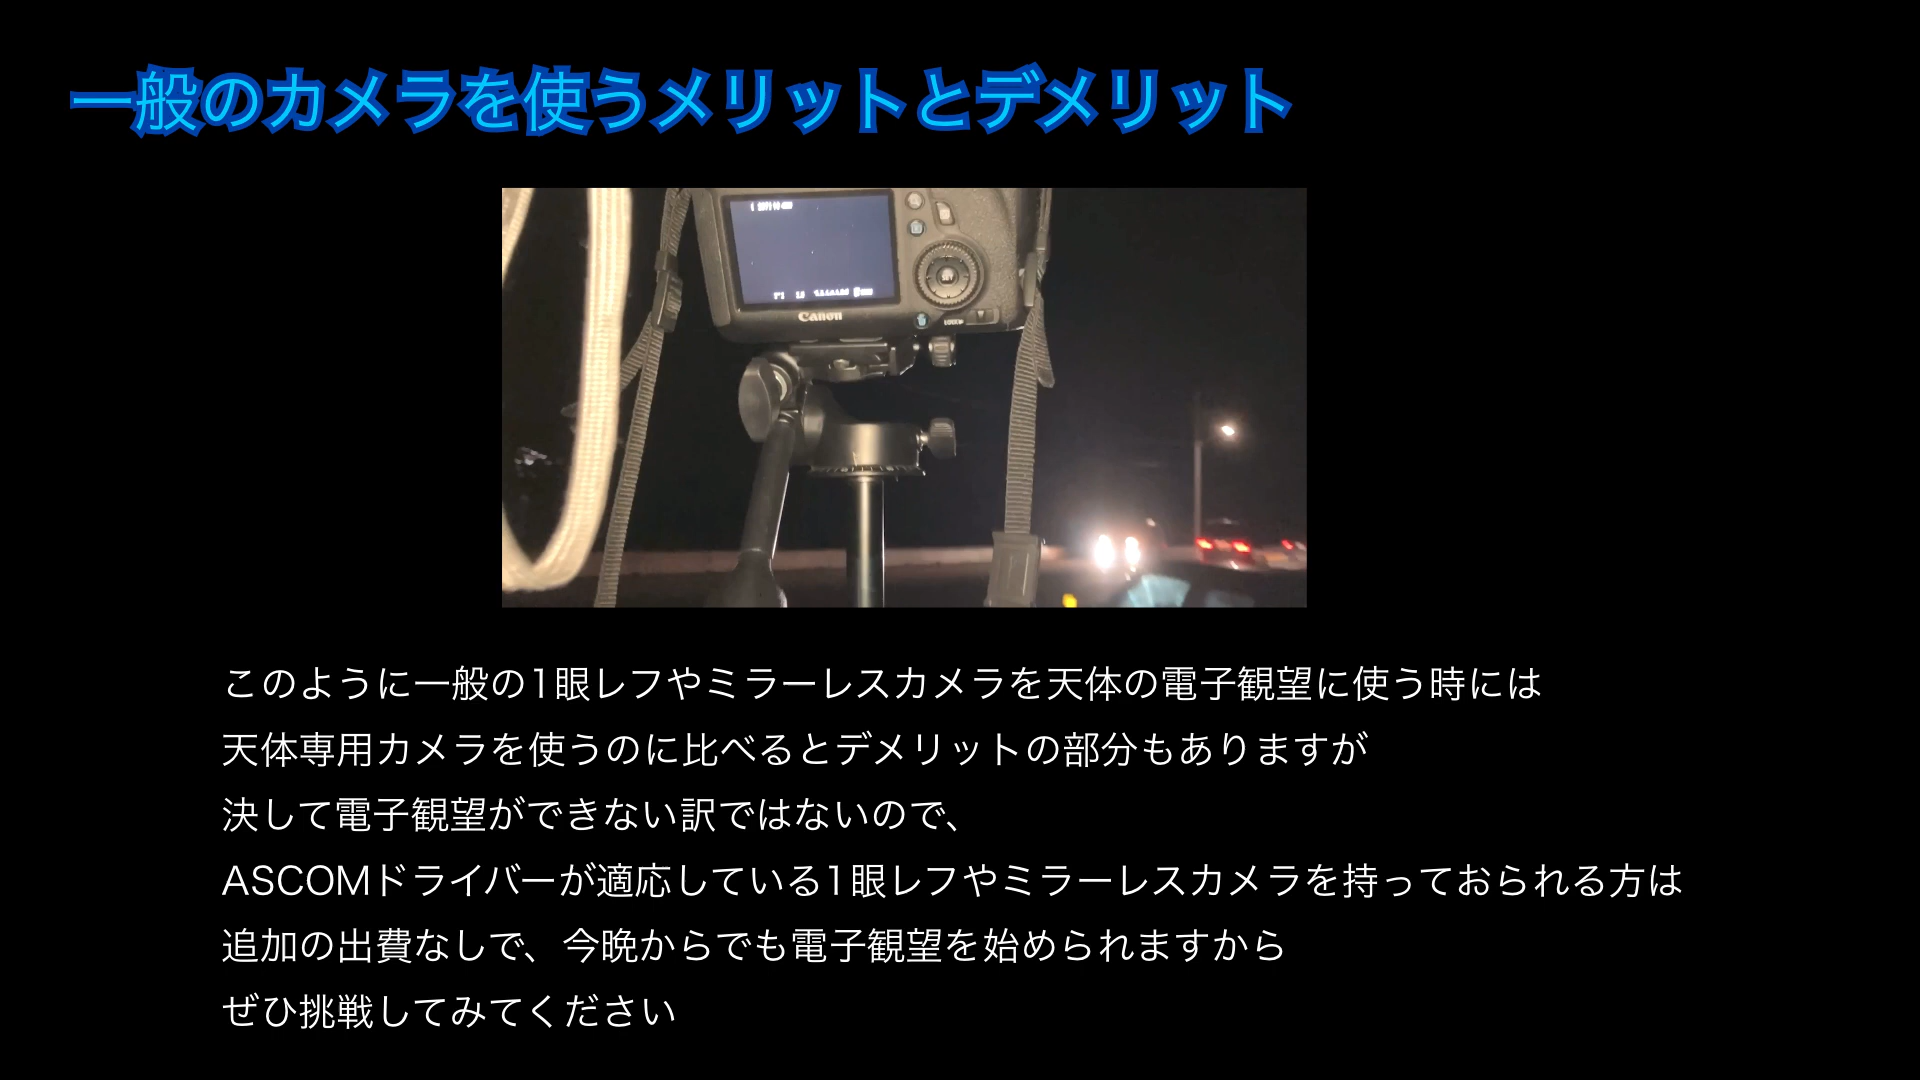 一般のカメラを使うメリットとデメリット
Canon
このように一般の1眼レフやミラーレスカメラを天体の電子観望に使う時には
天体専用カメラを使うのに比べるとデメリットの部分もありますが
決して電子観望ができない訳ではないので、
ASCOMドライバーが適応している1眼レフやミラーレスカメラを持っておられる方は
追加の出費なしで、今晩からでも電子観望を始められますから
ぜひ挑戦してみてください